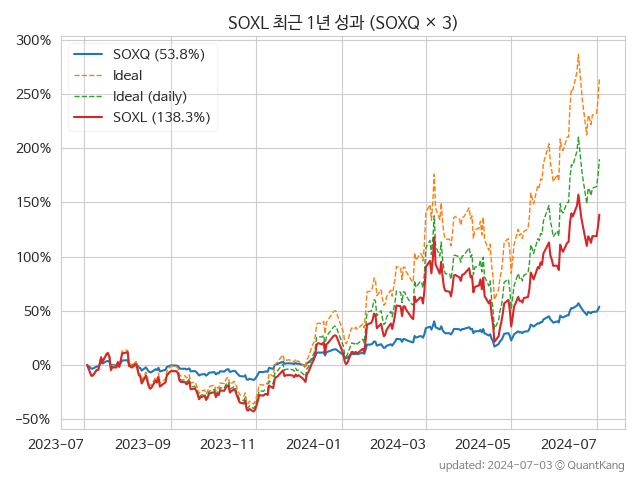 SOXL 최근 1년 성과 (SOXQ × 3)
300%
250%
200%
150%
100%
50%
0%
−50%
SOXQ (53.8%)
Ideal
Ideal (daily)
SOXL (138.3%)
2023-07
2023-09
2023-11
2024-01
2024-03
2024-05
2024-07
updated: 2024-07-03 © QuantKang